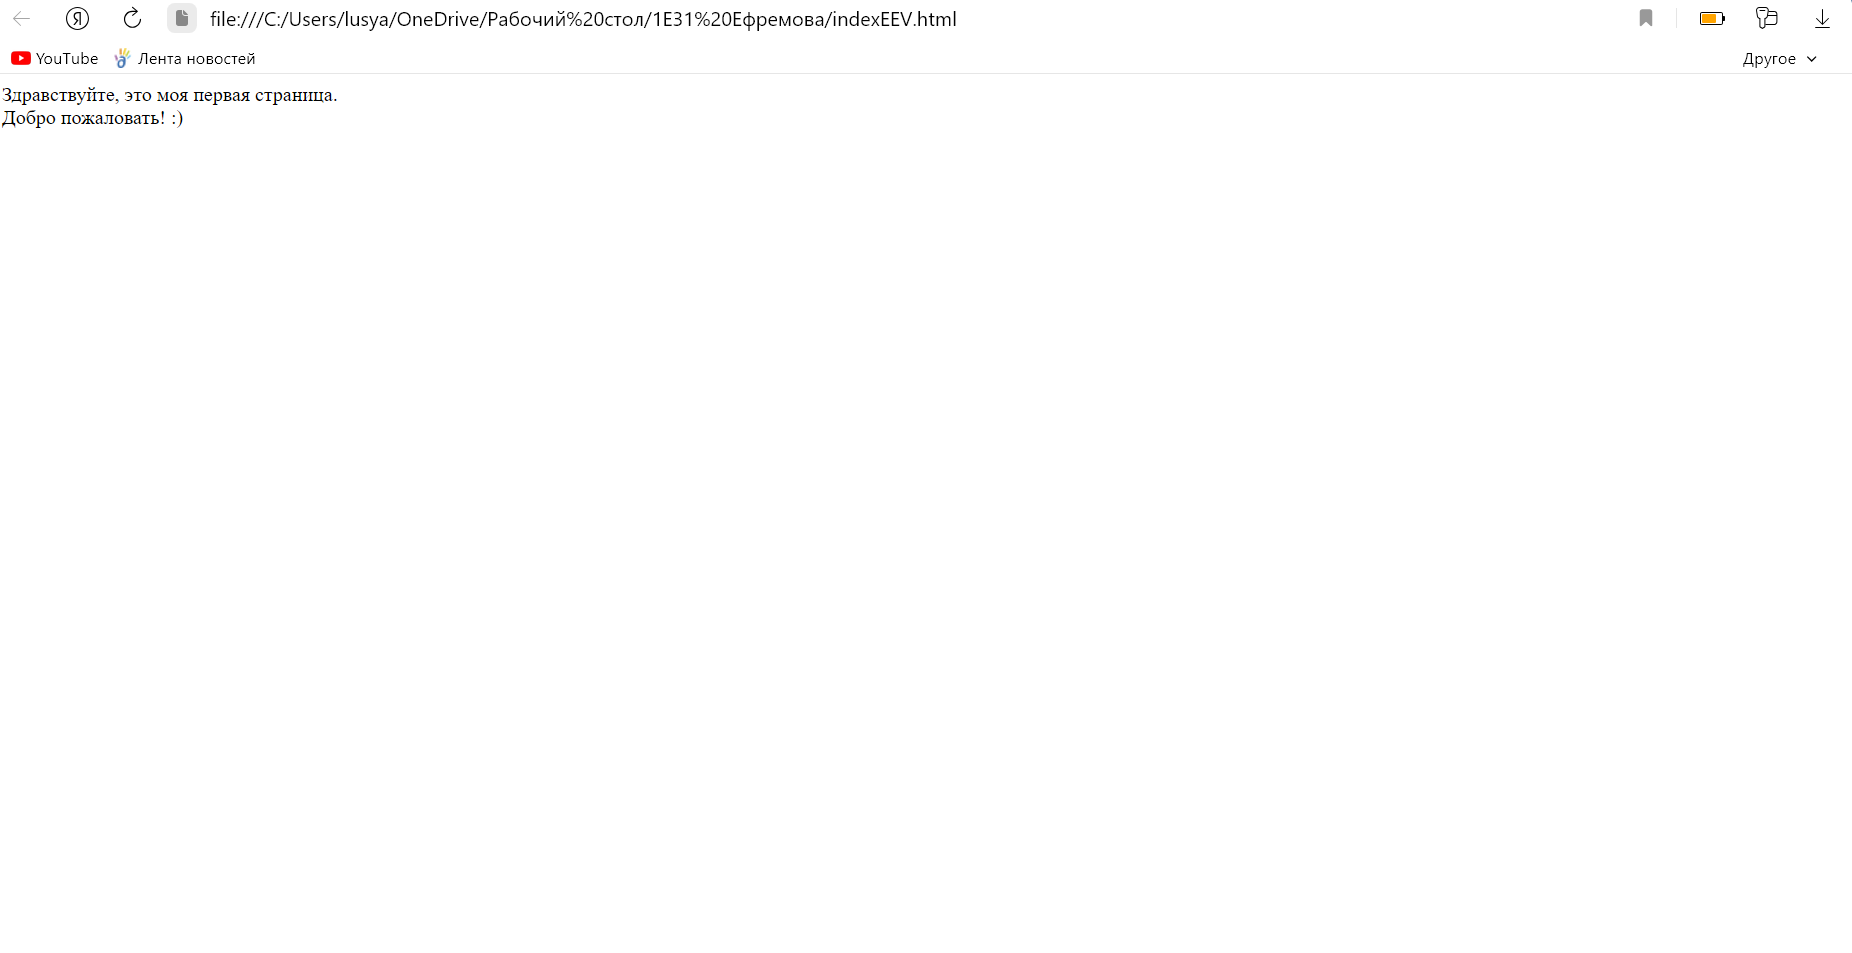 Я
file:///C:/Users/lusya/OneDrive/Рабочий%20стол/1E31%20Ефремова/indexEEV.html
YouTube Лента новостей Другое
Здравствуйте, это моя первая страница.
Добро пожаловать! :)